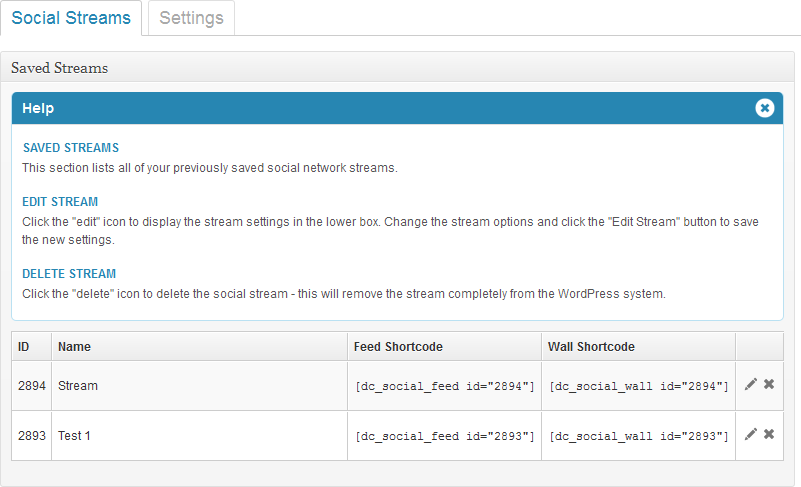 Social Streams
Settings
Saved Streams
Help
SAVED STREAMS
This section lists all of your previously saved social network streams.
EDIT STREAM
Click the "edit" icon to display the stream settings in the lower box. Change the stream options and click the "Edit Stream" button to save
the new settings.
DELETE STREAM
Click the "delete" icon to delete the social stream - this will remove the stream completely from the WordPress system.
ID Name Feed Shortcode Wall Shortcode
2894 Stream [dc_social_feed id="2894"] [dc_social_wall id="2894"]
2893 Test 1 [dc_social_feed id="2893"] [dc_social_wall id="2893"]